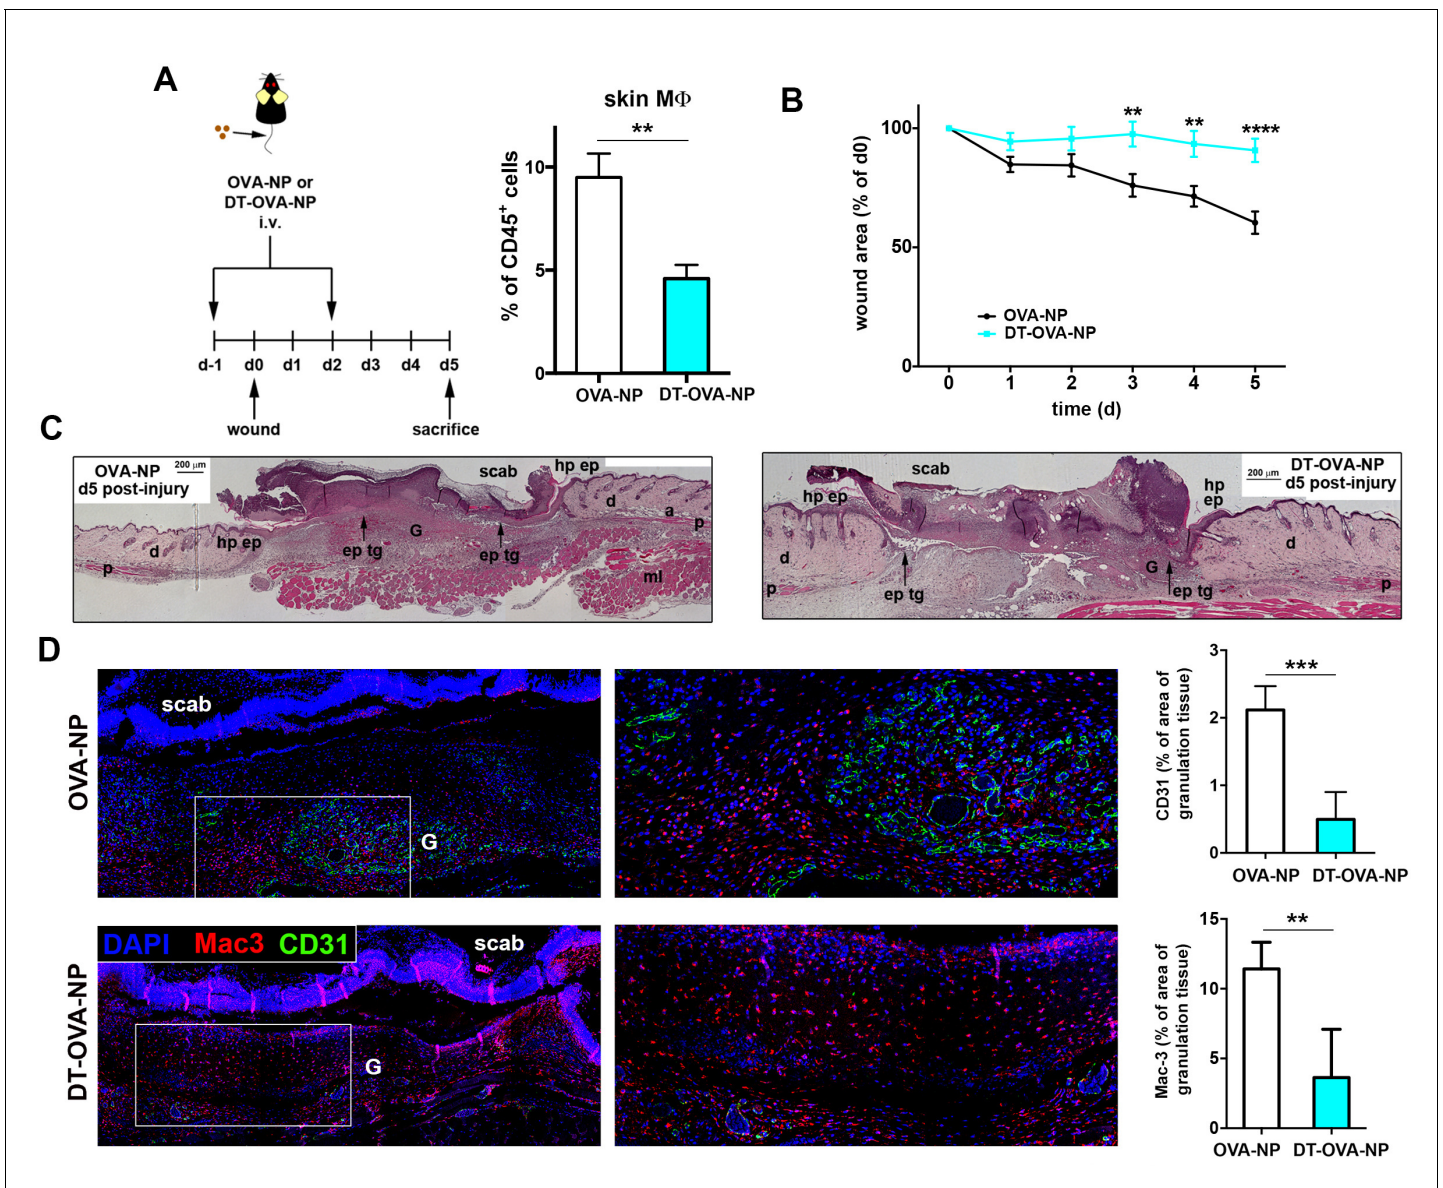 A
OVA-NP or
DT-OVA-NP
i.v.
d-1 d0 d1 d2 d3 d4 d5
wound sacrifice
skin MΦ
**
% of CD45+ cells
10
5
0
OVA-NP DT-OVA-NP
B
wound area (% of d0)
100
50
0
** ** ****
OVA-NP
DT-OVA-NP
0 1 2 3 4 5
time (d)
C
OVA-NP
d5 post-injury
200 µm
scab
hp ep
d
a
p
G
hp ep
ep tg
ep tg
d
p
ml
scab
hp ep
200 µm
DT-OVA-NP
d5 post-injury
hp
ep
d
d
G
p
ep tg
ep tg
p
D
OVA-NP
scab
G
CD31 (% of area of
granulation tissue)
3
2
1
0
***
OVA-NP DT-OVA-NP
DT-OVA-NP
DAPI Mac3 CD31
scab
G
Mac-3 (% of area of
granulation tissue)
15
10
5
0
**
OVA-NP DT-OVA-NP